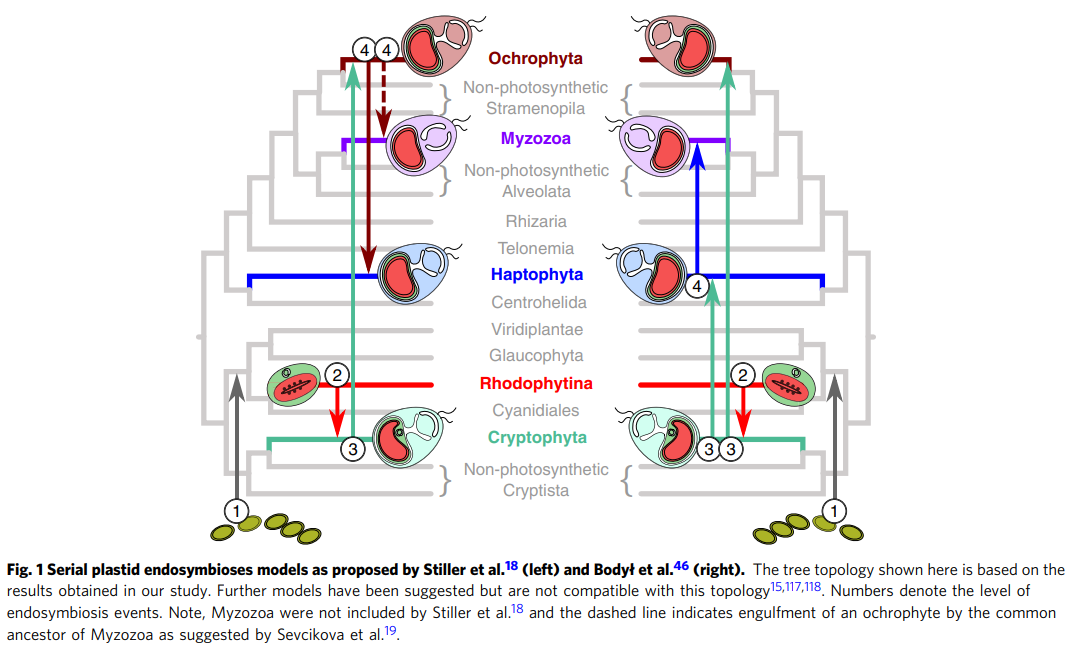 4 4
Ochrophyta
Non-photosynthetic
Stramenopila
Myzozoa
Non-photosynthetic
Alveolata
Rhizaria
Telonemia
Haptophyta
4
Centrohelida
Viridiplantae
Glaucophyta
2 Rhodophytina 2
Cyanidiales
Cryptophyta
3 3 3
Non-photosynthetic
Cryptista
1 1
Fig. 1 Serial plastid endosymbioses models as proposed by Stiller et al.18 (left) and Bodył et al.46 (right). The tree topology shown here is based on the
results obtained in our study. Further models have been suggested but are not compatible with this topology15,117,118. Numbers denote the level of
endosymbiosis events. Note, Myzozoa were not included by Stiller et al.18 and the dashed line indicates engulfment of an ochrophyte by the common
ancestor of Myzozoa as suggested by Sevcikova et al.19.